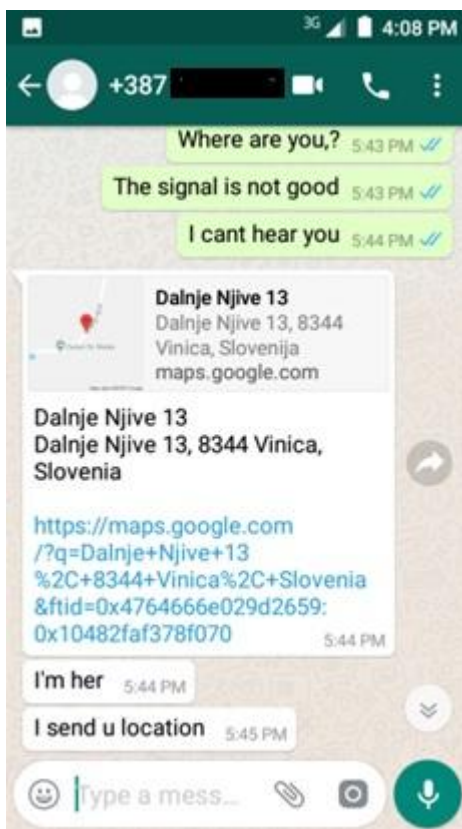 3G 4:08 PM
+387
Where are you,? 5:43 PM
The signal is not good 5:43 PM
I cant hear you 5:44 PM
Dalnje Njive 13
Dalnje Njive 13, 8344
Vinica, Slovenija
maps.google.com
Dalnje Njive 13
Dalnje Njive 13, 8344 Vinica,
Slovenia
https://maps.google.com
/?q=Dalnje+Njive+13
%2C+8344+Vinica%2C+Slovenia
&ftid=0x4764666e029d2659:
0x10482faf378f070 5:44 PM
I'm her 5:44 PM
I send u location 5:45 PM
Type a mess...